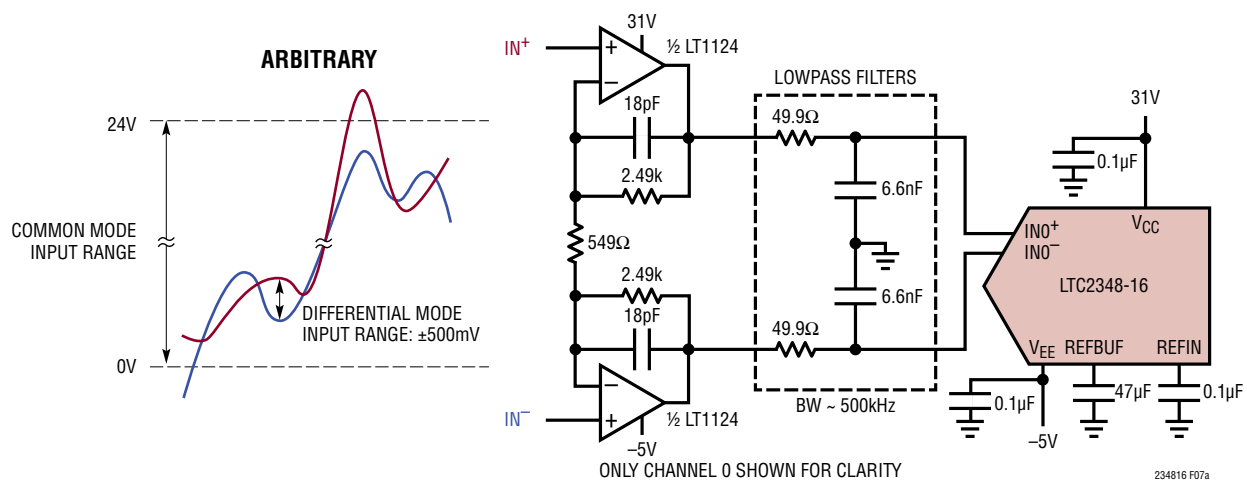 ARBITRARY
24V
COMMON MODE
INPUT RANGE
DIFFERENTIAL MODE
INPUT RANGE: ±500mV
0V
IN+
31V
½ LT1124
18pF
2.49k
549Ω
2.49k
18pF
IN−
½ LT1124
–5V
LOWPASS FILTERS
49.9Ω
6.6nF
6.6nF
49.9Ω
BW ~ 500kHz
31V
0.1µF
VCC
IN0+
IN0−
LTC2348-16
VEE
REFBUF
REFIN
0.1µF
47µF
0.1µF
–5V
ONLY CHANNEL 0 SHOWN FOR CLARITY
234816 F07a